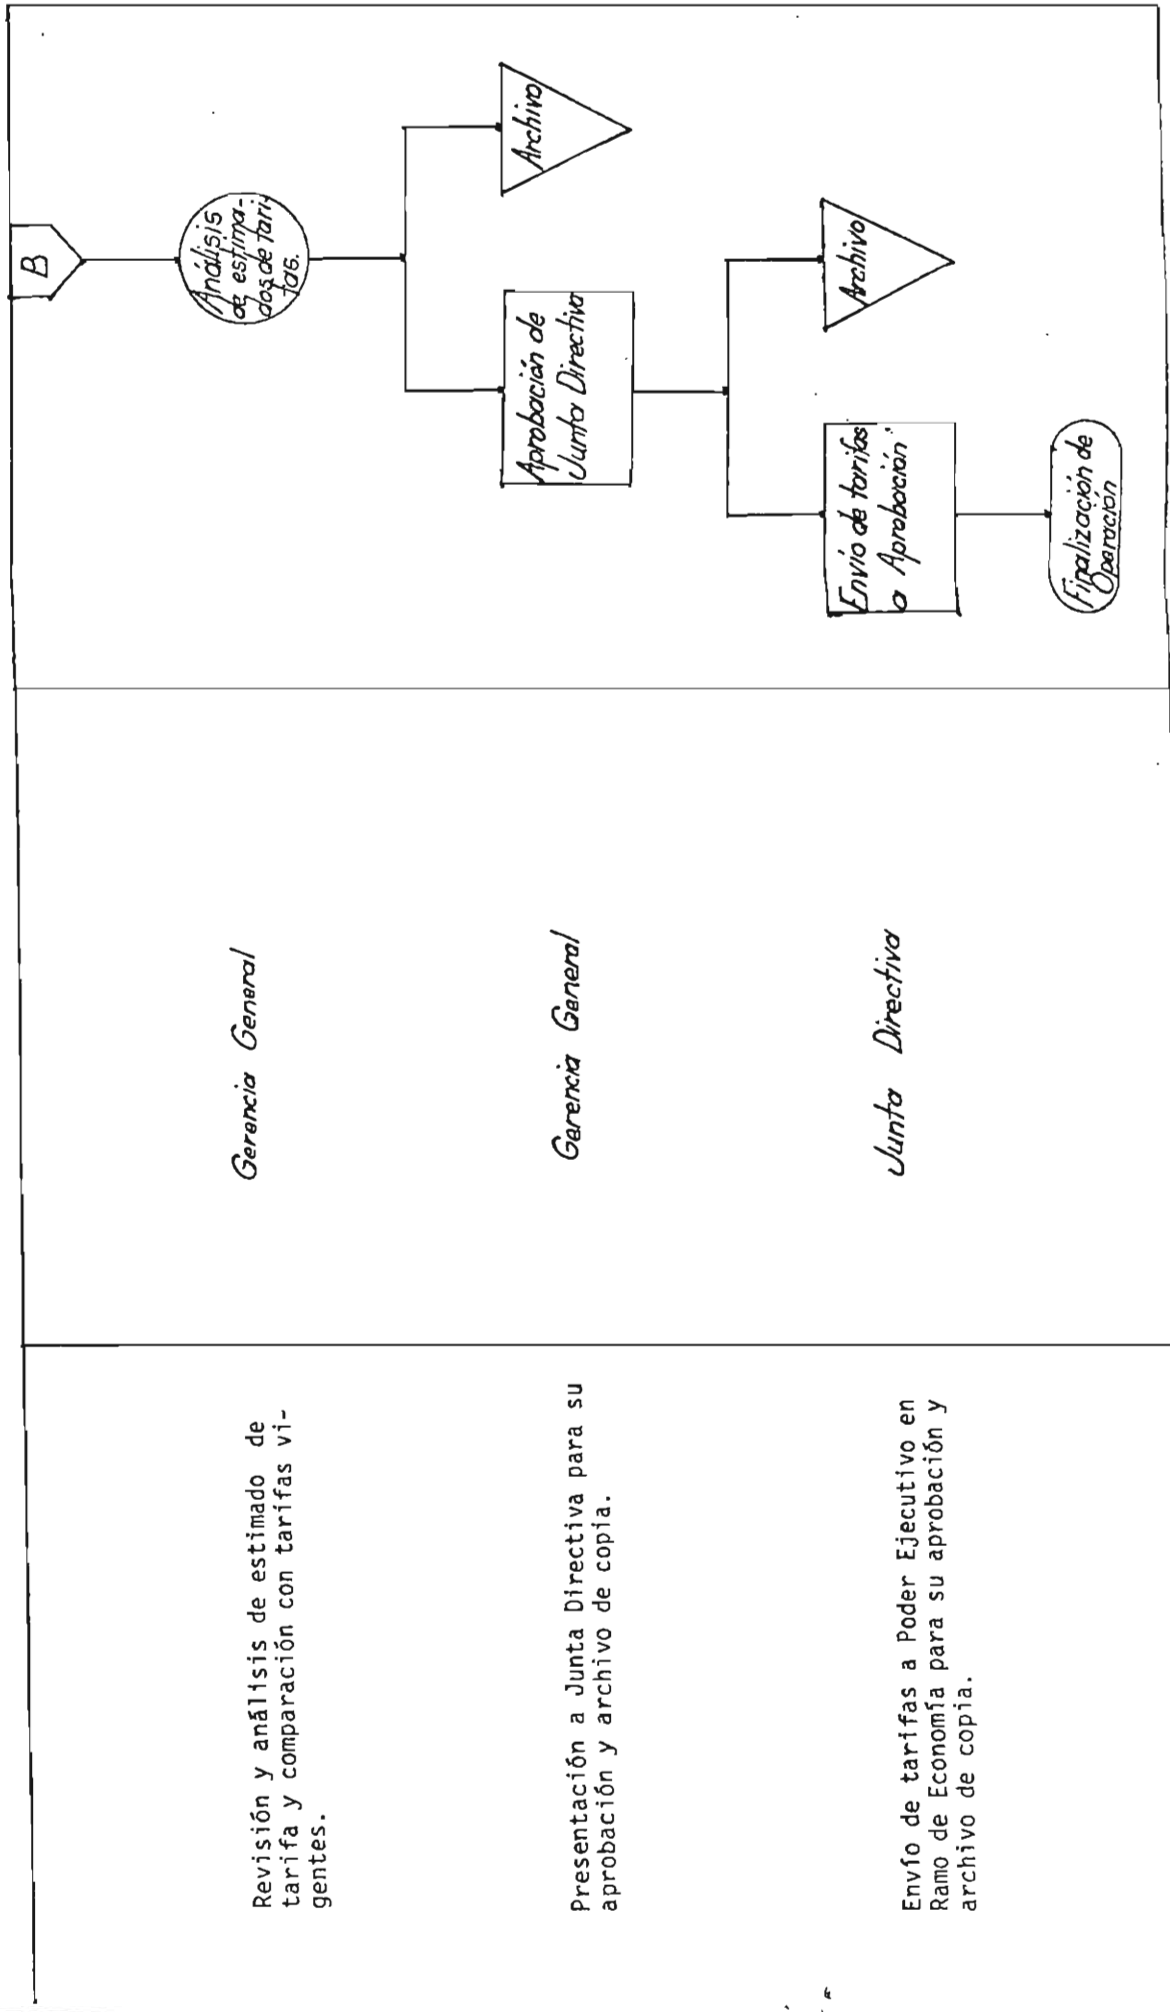 Revisión y análisis de estimado de
tarifa y comparación con tarifas vi-
gentes.
Gerencia General
B
Análisis
de estima-
dos de tari-
fas.
Archivo
Presentación a Junta Directiva para su
aprobación y archivo de copia.
Gerencia General
Aprobación de
Junta Directiva
Archivo
Envío de tarifas a Poder Ejecutivo en
Ramo de Economía para su aprobación y
archivo de copia.
Junta Directiva
Envío de tarifas
a Aprobación"
Finalización de
Operación